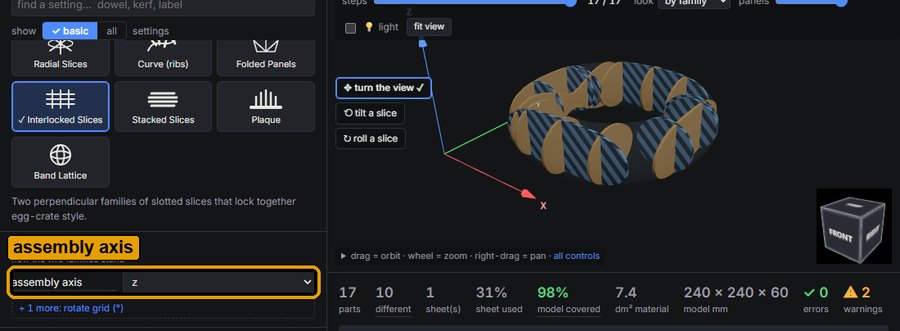 find a setting... dowel, kerf, label
show ✓ basic all settings
Radial Slices
Curve (ribs)
Folded Panels
✓ Interlocked Slices
Stacked Slices
Plaque
Band Lattice
Two perpendicular families of slotted slices that lock together
egg-crate style.
assembly axis
assembly axis z
+ 1 more: rotate grid (°)
steps 17 / 17 look by family panels
light fit view
Z
✥ turn the view ✓
tilt a slice
↻ roll a slice
Y
X
FRONT
▶ drag = orbit · wheel = zoom · right-drag = pan · all controls
17 10 1 31% 98% 7.4 240 × 240 × 60 ✓ 0 ⚠ 2
parts different sheet(s) sheet used model covered dm² material model mm errors warnings